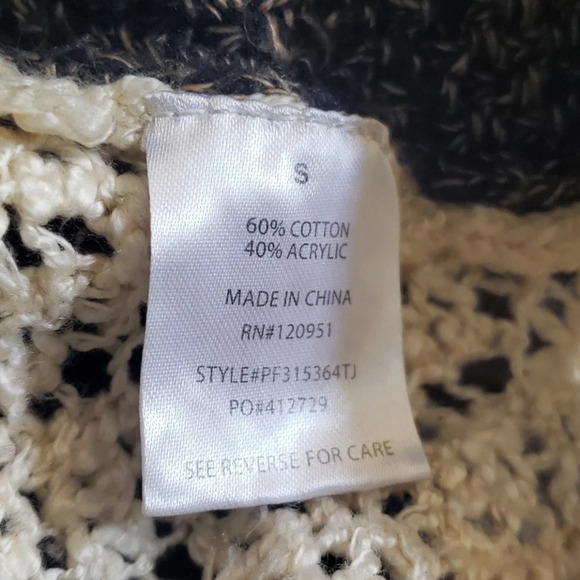 S
60% COTTON
40% ACRYLIC
MADE IN CHINA
RN#120951
STYLE#PF315364TJ
PO#412729
SEE REVERSE FOR CARE